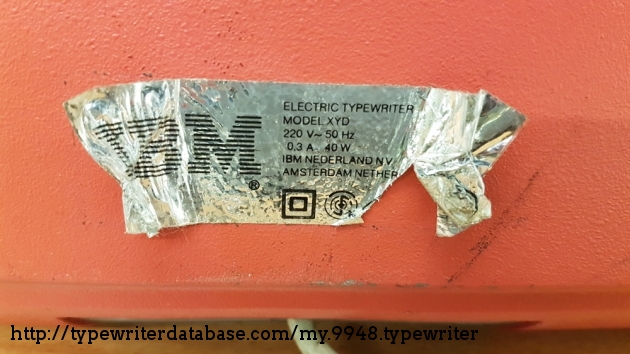 IBM
®
ELECTRIC TYPEWRITER
MODEL XYD
220 V~ 50 Hz
0,3 A 40 W
IBM NEDERLAND N.V.
AMSTERDAM NETHER
http://typewriterdatabase.com/my.9948.typewriter